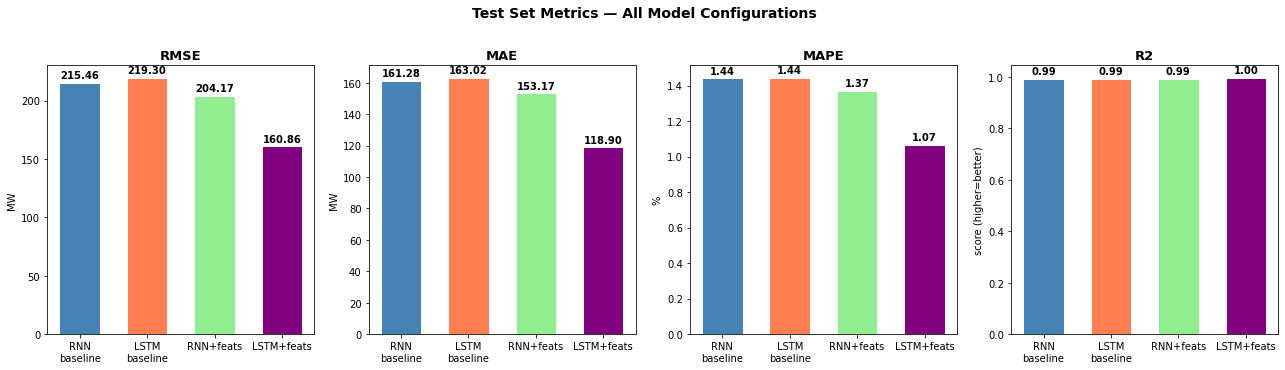 Test Set Metrics — All Model Configurations
RMSE
MW
200
150
100
50
0
215.46
219.30
204.17
160.86
RNN
baseline
LSTM
baseline
RNN+feats
LSTM+feats
MAE
MW
160
140
120
100
80
60
40
20
0
161.28
163.02
153.17
118.90
RNN
baseline
LSTM
baseline
RNN+feats
LSTM+feats
MAPE
%
1.4
1.2
1.0
0.8
0.6
0.4
0.2
0.0
1.44
1.44
1.37
1.07
RNN
baseline
LSTM
baseline
RNN+feats
LSTM+feats
R2
score (higher=better)
1.0
0.8
0.6
0.4
0.2
0.0
0.99
0.99
0.99
1.00
RNN
baseline
LSTM
baseline
RNN+feats
LSTM+feats